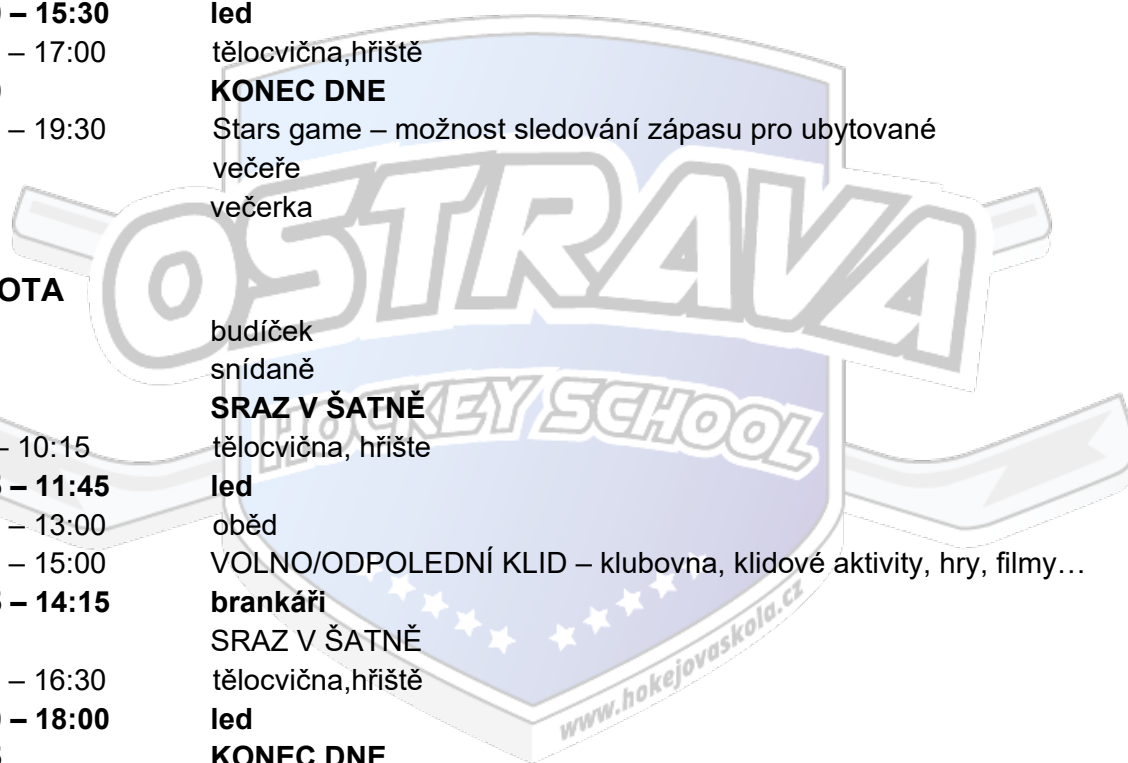 – 15:30 led
– 17:00 tělocvična,hřiště
KONEC DNE
– 19:30 Stars game – možnost sledování zápasu pro ubytované
večeře
večerka
OTA
budíček
snídaně
SRAZ V ŠATNĚ
– 10:15 tělocvična, hřište
– 11:45 led
– 13:00 oběd
– 15:00 VOLNO/ODPOLEDNÍ KLID – klubovna, klidové aktivity, hry, filmy…
– 14:15 brankáři
SRAZ V ŠATNĚ
– 16:30 tělocvična,hřiště
– 18:00 led
KONEC DNE
OSTRAVA
HOCKEY SCHOOL
www.hokejovaskola.cz